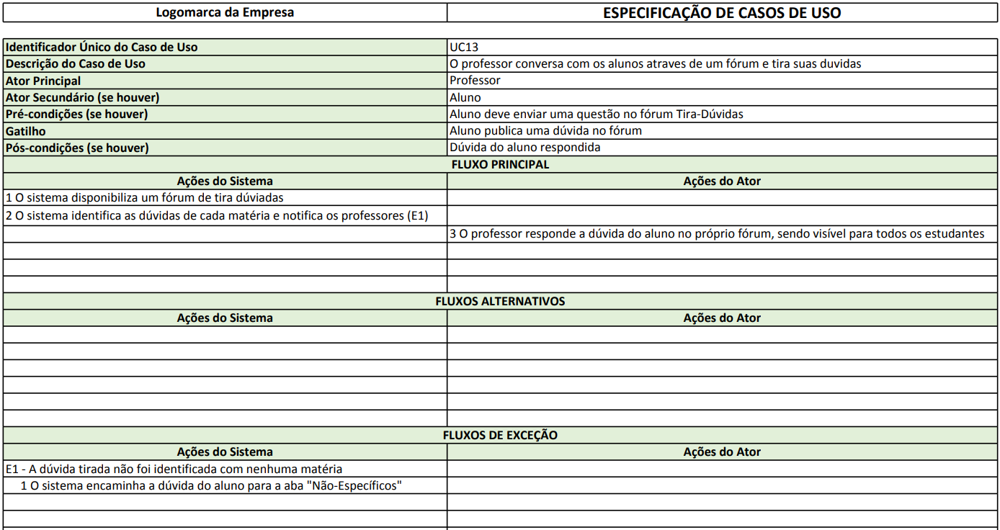 Logomarca da Empresa ESPECIFICAÇÃO DE CASOS DE USO
Identificador Único do Caso de Uso UC13
Descrição do Caso de Uso O professor conversa com os alunos atraves de um fórum e tira suas duvidas
Ator Principal Professor
Ator Secundário (se houver) Aluno
Pré-condições (se houver) Aluno deve enviar uma questão no fórum Tira-Dúvidas
Gatilho Aluno publica uma dúvida no fórum
Pós-condições (se houver) Dúvida do aluno respondida
FLUXO PRINCIPAL
Ações do Sistema Ações do Ator
1 O sistema disponibiliza um fórum de tira dúviadas
2 O sistema identifica as dúvidas de cada matéria e notifica os professores (E1)
3 O professor responde a dúvida do aluno no próprio fórum, sendo visível para todos os estudantes
FLUXOS ALTERNATIVOS
Ações do Sistema Ações do Ator
FLUXOS DE EXCEÇÃO
Ações do Sistema Ações do Ator
E1 - A dúvida tirada não foi identificada com nenhuma matéria
1 O sistema encaminha a dúvida do aluno para a aba "Não-Específicos"